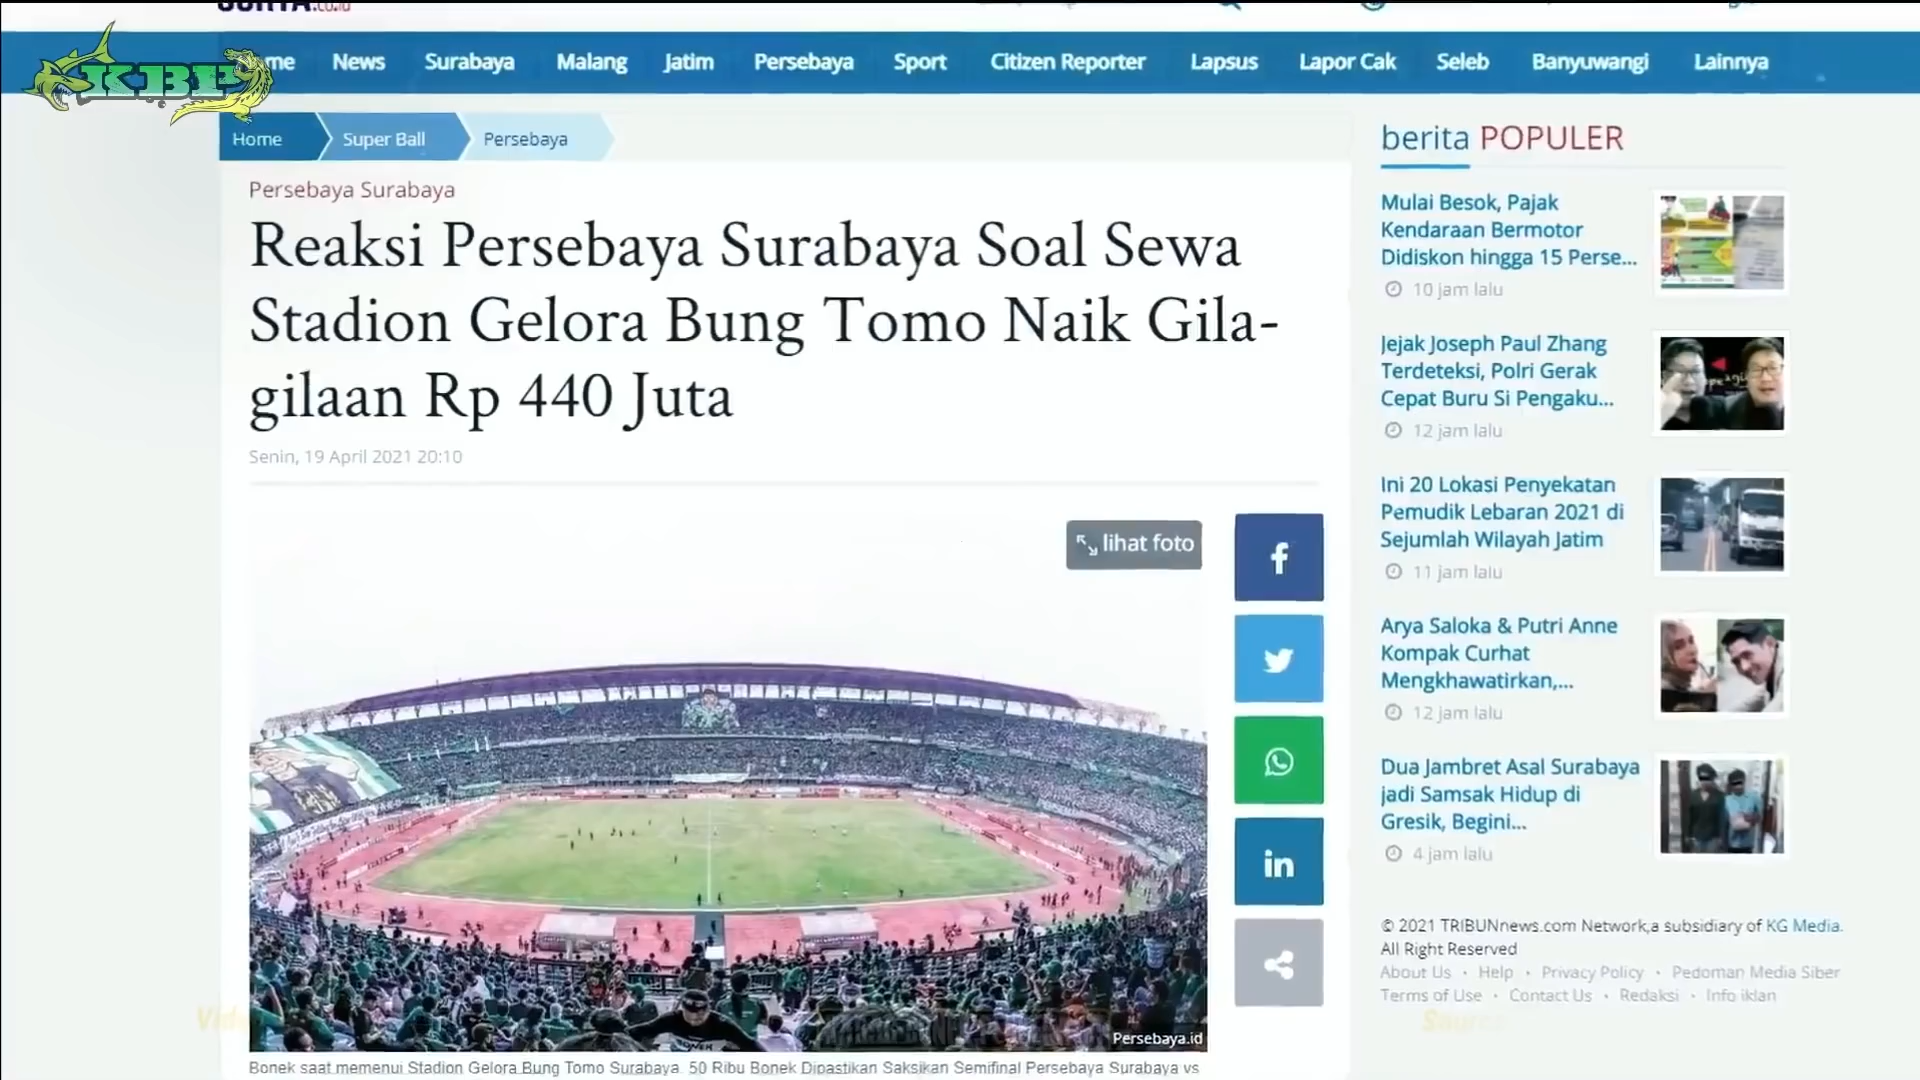 SURYA.co.id
KBP
Home News Surabaya Malang Jatim Persebaya Sport Citizen Reporter Lapsus Lapor Cak Seleb Banyuwangi Lainnya
Home Super Ball Persebaya
Persebaya Surabaya
Reaksi Persebaya Surabaya Soal Sewa
Stadion Gelora Bung Tomo Naik Gila-
gilaan Rp 440 Juta
Senin, 19 April 2021 20:10
lihat foto
Persebaya.id
Bonek saat memenui Stadion Gelora Bung Tomo Surabaya. 50 Ribu Bonek Dipastikan Saksikan Semifinal Persebaya Surabaya vs
berita POPULER
Mulai Besok, Pajak
Kendaraan Bermotor
Didiskon hingga 15 Perse...
10 jam lalu
Jejak Joseph Paul Zhang
Terdeteksi, Polri Gerak
Cepat Buru Si Pengaku...
12 jam lalu
Ini 20 Lokasi Penyekatan
Pemudik Lebaran 2021 di
Sejumlah Wilayah Jatim
11 jam lalu
Arya Saloka & Putri Anne
Kompak Curhat
Mengkhawatirkan,...
12 jam lalu
Dua Jambret Asal Surabaya
jadi Samsak Hidup di
Gresik, Begini...
4 jam lalu
© 2021 TRIBUNnews.com Network,a subsidiary of KG Media.
All Right Reserved
About Us • Help • Privacy Policy • Pedoman Media Siber
Terms of Use • Contact Us • Redaksi • Info iklan
Source